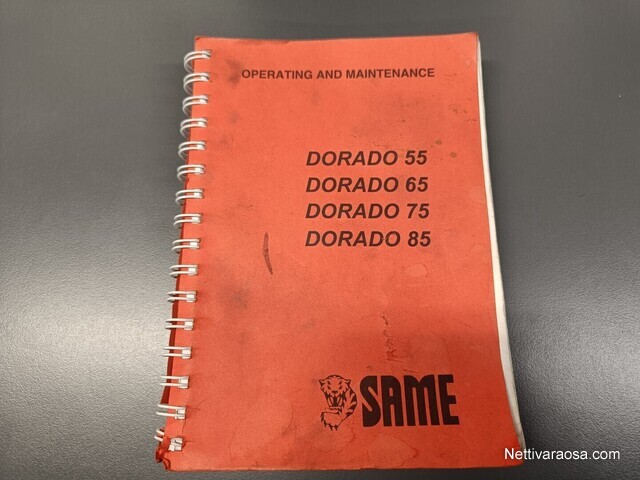 OPERATING AND MAINTENANCE
DORADO 55
DORADO 65
DORADO 75
DORADO 85
SAME
Nettivaraosa.com